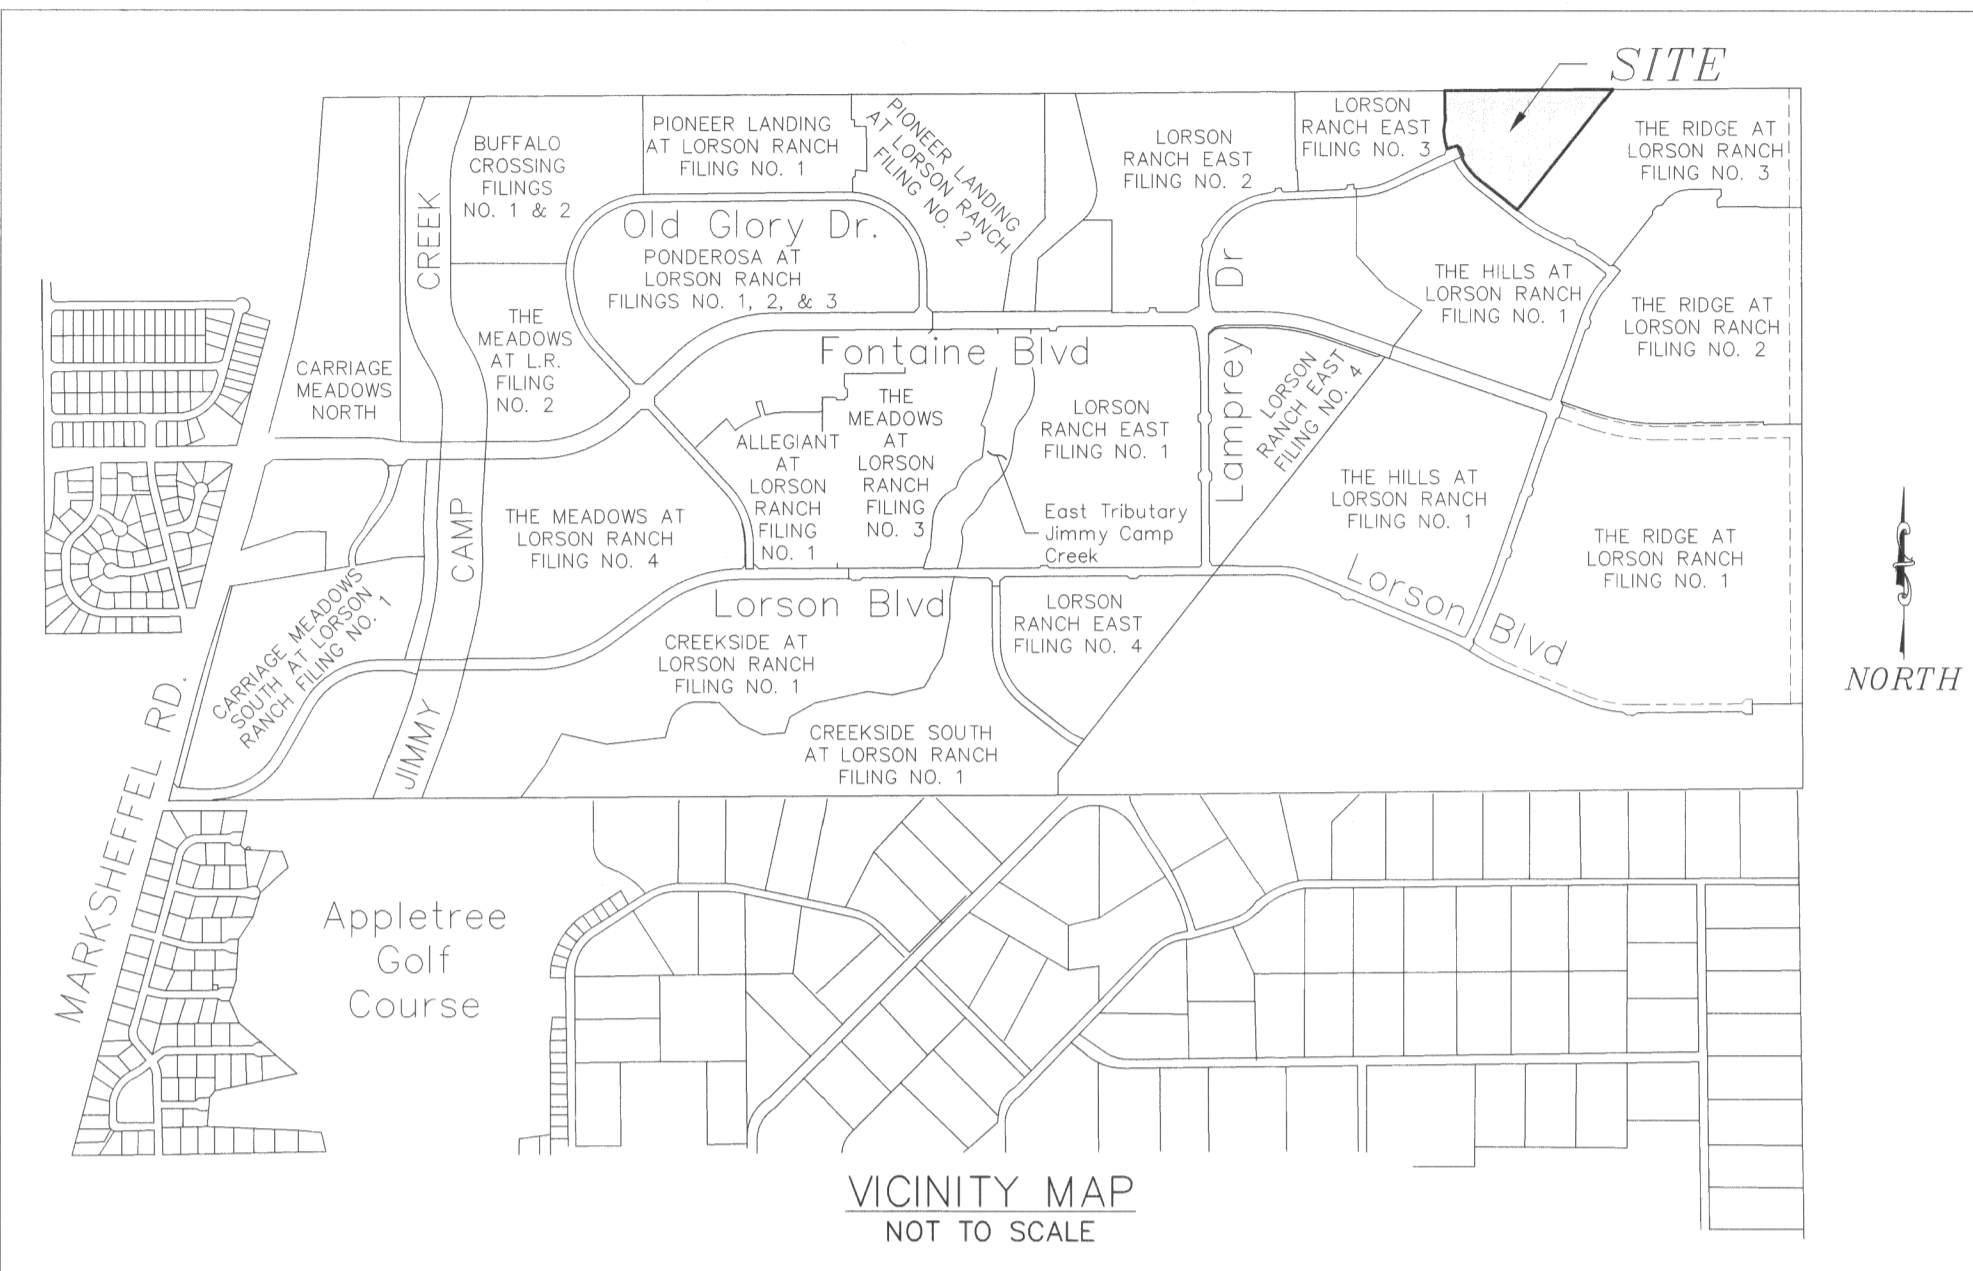 SITE
LORSON
RANCH EAST
FILING NO. 3
THE RIDGE AT
LORSON RANCH
FILING NO. 3
BUFFALO
CROSSING
FILINGS
NO. 1 & 2
PIONEER LANDING
AT LORSON RANCH
FILING NO. 1
PIONEER LANDING
AT LORSON RANCH
FILING NO. 2
LORSON
RANCH EAST
FILING NO. 2
Old Glory Dr.
PONDEROSA AT
LORSON RANCH
FILINGS NO. 1, 2, & 3
THE HILLS AT
LORSON RANCH
FILING NO. 1
THE RIDGE AT
LORSON RANCH
FILING NO. 2
THE
MEADOWS
AT L.R.
FILING
NO. 2
CARRIAGE
MEADOWS
NORTH
Fontaine Blvd
Lamprey Dr
LORSON
RANCH EAST
FILING NO. 4
ALLEGIANT
AT
LORSON
RANCH
FILING
NO. 1
THE
MEADOWS
AT
LORSON
RANCH
FILING
NO. 3
LORSON
RANCH EAST
FILING NO. 1
East Tributary
Jimmy Camp
Creek
THE HILLS AT
LORSON RANCH
FILING NO. 1
THE RIDGE AT
LORSON RANCH
FILING NO. 1
THE MEADOWS AT
LORSON RANCH
FILING NO. 4
JIMMY CAMP CREEK
CARRIAGE MEADOWS
SOUTH AT LORSON
RANCH FILING NO. 1
Lorson Blvd
LORSON
RANCH EAST
FILING NO. 4
Lorson Blvd
CREEKSIDE AT
LORSON RANCH
FILING NO. 1
CREEKSIDE SOUTH
AT LORSON RANCH
FILING NO. 1
NORTH
MARKSHEFFEL RD.
Appletree
Golf
Course
VICINITY MAP
NOT TO SCALE